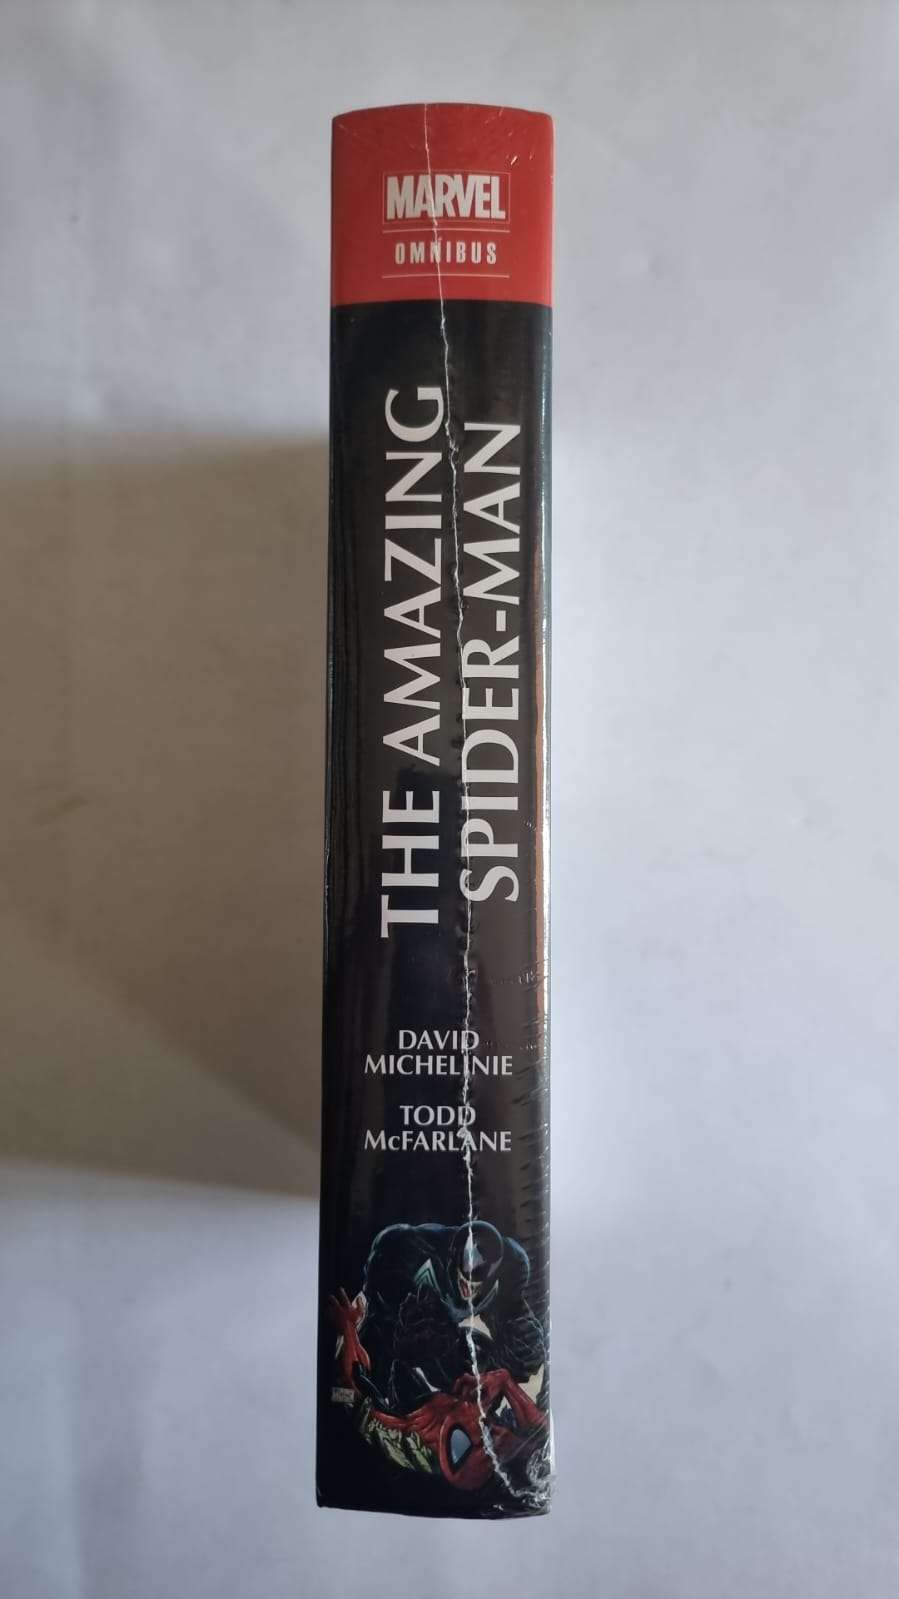 MARVEL
OMNIBUS
THE AMAZING
SPIDER-MAN
DAVID
MICHELINIE
TODD
McFARLANE